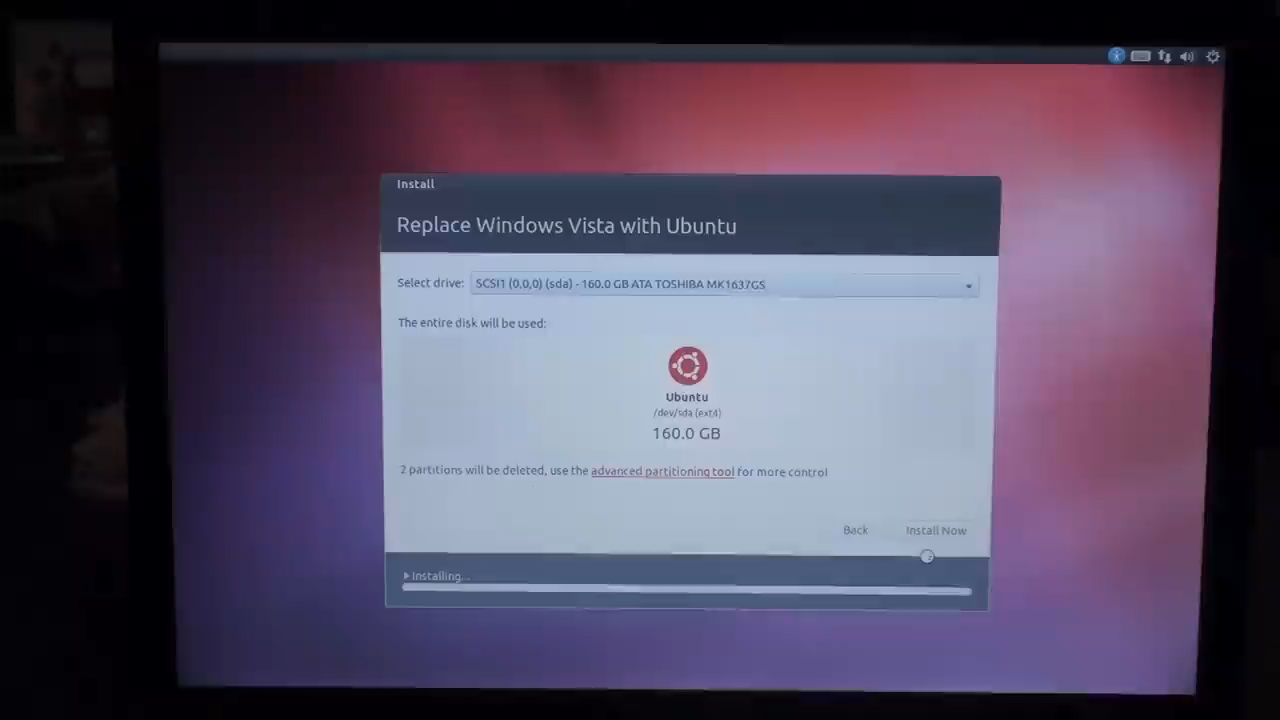 Install
Replace Windows Vista with Ubuntu
Select drive: SCSI1 (0,0,0) (sda) - 160.0 GB ATA TOSHIBA MK1637GS
The entire disk will be used:
Ubuntu
/dev/sda (ext4)
160.0 GB
2 partitions will be deleted, use the advanced partitioning tool for more control
Back Install Now
Installing...